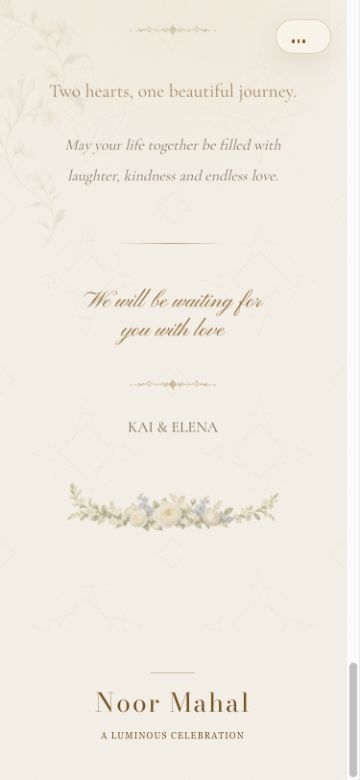 Two hearts, one beautiful journey.
May your life together be filled with
laughter, kindness and endless love.
We will be waiting for
you with love
KAI & ELENA
Noor Mahal
A LUMINOUS CELEBRATION